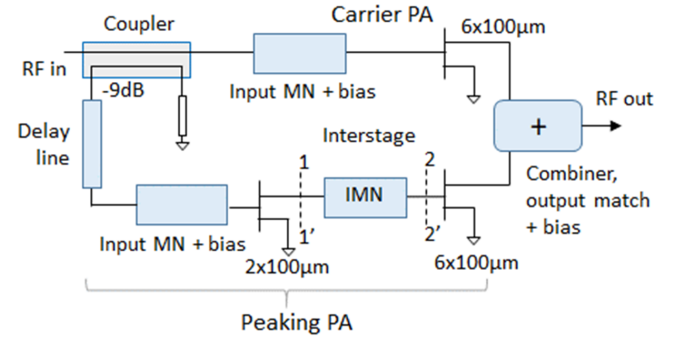 Carrier PA
Coupler
6x100µm
RF in
-9dB
Input MN + bias
RF out
+
Delay
line
Interstage
1
2
IMN
Combiner,
output match
+ bias
1'
2'
Input MN + bias
2x100µm
6x100µm
Peaking PA